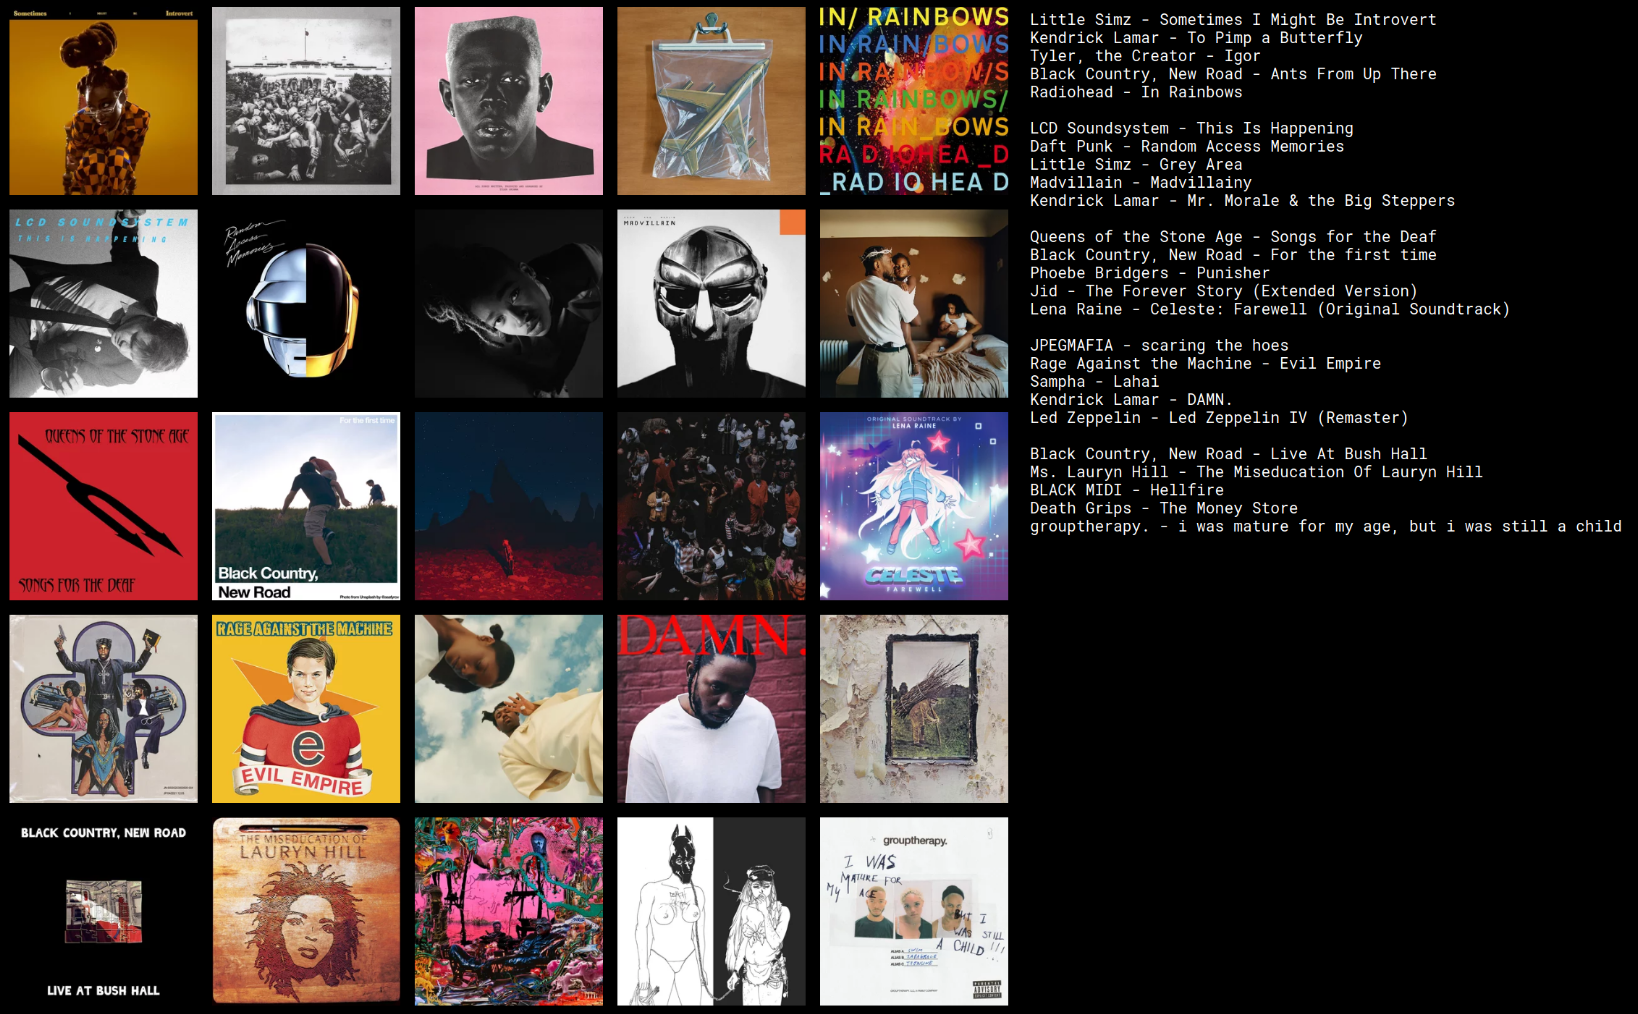 Sometimes I MIGHT BE Introvert
IN/ RAINBOWS
IN RAIN/BOWS
IN RAINBOW/S
IN RAINBOWS/
IN RAIN_BOWS
RA D IOHEA _D
_RAD IO HEA D
LCD SOUNDSYSTEM
THIS IS HAPPENING
Random
Access
Memories
MADVILLAIN
QUEENS OF THE STONE AGE
SONGS FOR THE DEAF
For the first time
Black Country,
New Road
ORIGINAL SOUNDTRACK BY
LENA RAINE
CELESTE
FAREWELL
RAGE AGAINST THE MACHINE
e
EVIL EMPIRE
DAMN.
BLACK COUNTRY, NEW ROAD
LIVE AT BUSH HALL
THE MISEDUCATION OF
LAURYN HILL
grouptherapy.
I WAS
MATURE FOR
MY AGE
BUT I
WAS STILL
A CHILD!!!
PARENTAL
ADVISORY
EXPLICIT CONTENT
Little Simz - Sometimes I Might Be Introvert
Kendrick Lamar - To Pimp a Butterfly
Tyler, the Creator - Igor
Black Country, New Road - Ants From Up There
Radiohead - In Rainbows
LCD Soundsystem - This Is Happening
Daft Punk - Random Access Memories
Little Simz - Grey Area
Madvillain - Madvillainy
Kendrick Lamar - Mr. Morale & the Big Steppers
Queens of the Stone Age - Songs for the Deaf
Black Country, New Road - For the first time
Phoebe Bridgers - Punisher
Jid - The Forever Story (Extended Version)
Lena Raine - Celeste: Farewell (Original Soundtrack)
JPEGMAFIA - scaring the hoes
Rage Against the Machine - Evil Empire
Sampha - Lahai
Kendrick Lamar - DAMN.
Led Zeppelin - Led Zeppelin IV (Remaster)
Black Country, New Road - Live At Bush Hall
Ms. Lauryn Hill - The Miseducation Of Lauryn Hill
BLACK MIDI - Hellfire
Death Grips - The Money Store
grouptherapy. - i was mature for my age, but i was still a child